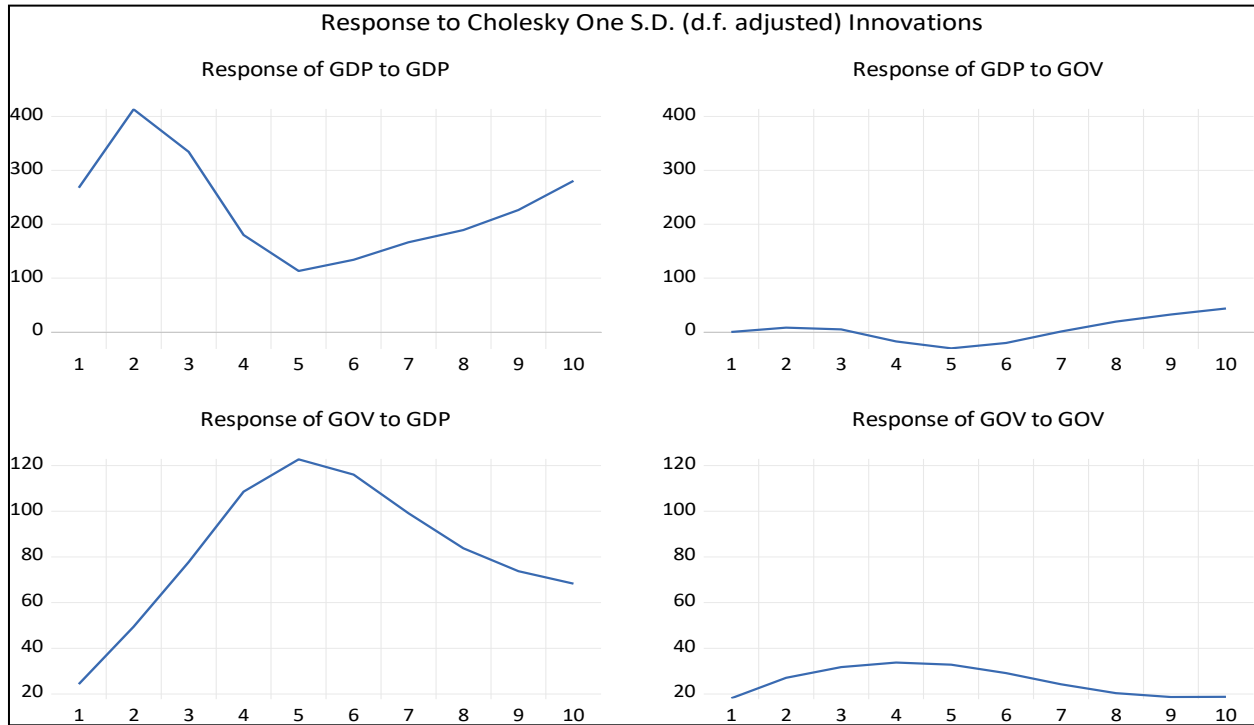 Response to Cholesky One S.D. (d.f. adjusted) Innovations
Response of GDP to GDP
400
300
200
100
0
1 2 3 4 5 6 7 8 9 10
Response of GDP to GOV
400
300
200
100
0
1 2 3 4 5 6 7 8 9 10
Response of GOV to GDP
120
100
80
60
40
20
1 2 3 4 5 6 7 8 9 10
Response of GOV to GOV
120
100
80
60
40
20
1 2 3 4 5 6 7 8 9 10